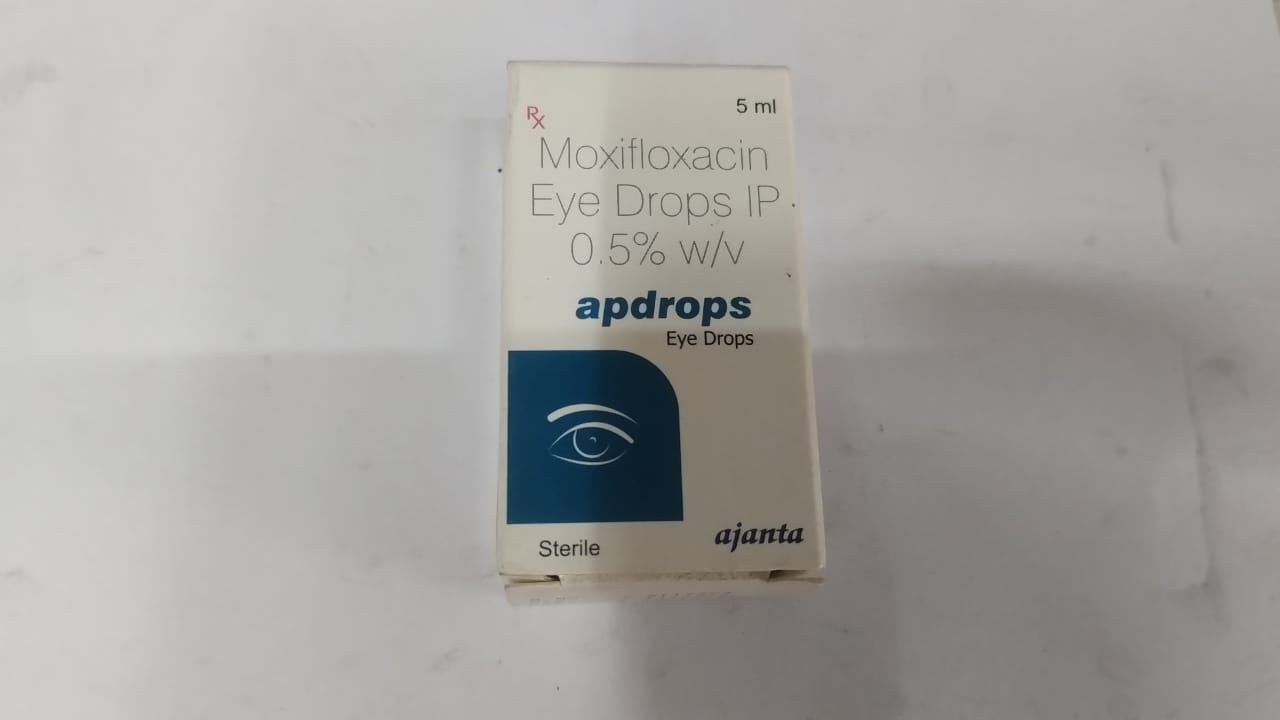 5 ml
Rx
Moxifloxacin
Eye Drops IP
0.5% w/v
apdrops
Eye Drops
Sterile
ajanta